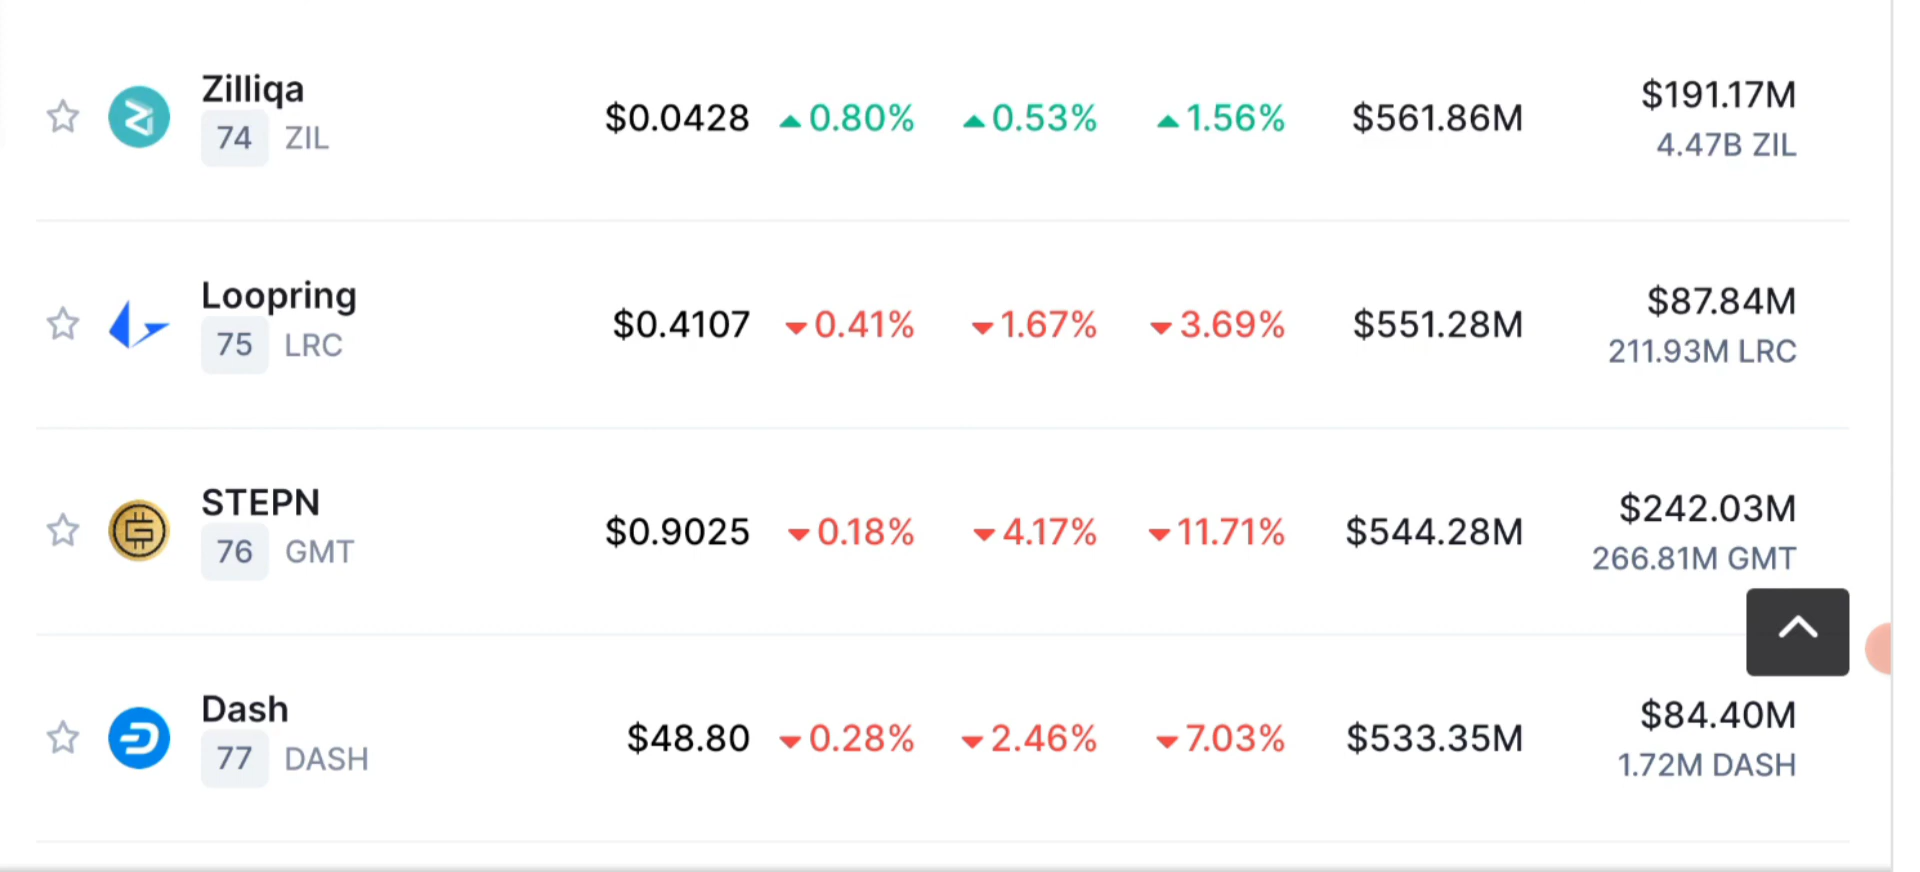 Zilliqa
74 ZIL
$0.0428 ▲0.80% ▲0.53% ▲1.56% $561.86M
$191.17M
4.47B ZIL
Loopring
75 LRC
$0.4107 ▼0.41% ▼1.67% ▼3.69% $551.28M
$87.84M
211.93M LRC
STEPN
76 GMT
$0.9025 ▼0.18% ▼4.17% ▼11.71% $544.28M
$242.03M
266.81M GMT
Dash
77 DASH
$48.80 ▼0.28% ▼2.46% ▼7.03% $533.35M
$84.40M
1.72M DASH